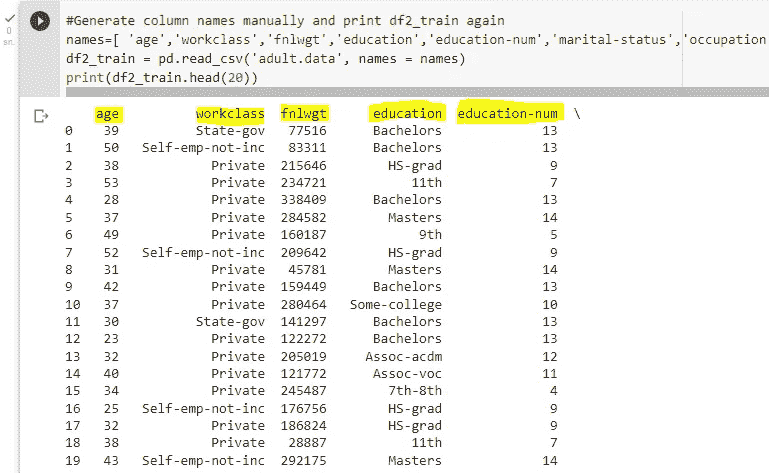 #Generate column names manually and print df2_train again
names=[ 'age','workclass','fnlwgt','education','education-num','marital-status','occupation
df2_train = pd.read_csv('adult.data', names = names)
print(df2_train.head(20))
age workclass fnlwgt education education-num \
0 39 State-gov 77516 Bachelors 13
1 50 Self-emp-not-inc 83311 Bachelors 13
2 38 Private 215646 HS-grad 9
3 53 Private 234721 11th 7
4 28 Private 338409 Bachelors 13
5 37 Private 284582 Masters 14
6 49 Private 160187 9th 5
7 52 Self-emp-not-inc 209642 HS-grad 9
8 31 Private 45781 Masters 14
9 42 Private 159449 Bachelors 13
10 37 Private 280464 Some-college 10
11 30 State-gov 141297 Bachelors 13
12 23 Private 122272 Bachelors 13
13 32 Private 205019 Assoc-acdm 12
14 40 Private 121772 Assoc-voc 11
15 34 Private 245487 7th-8th 4
16 25 Self-emp-not-inc 176756 HS-grad 9
17 32 Private 186824 HS-grad 9
18 38 Private 28887 11th 7
19 43 Self-emp-not-inc 292175 Masters 14